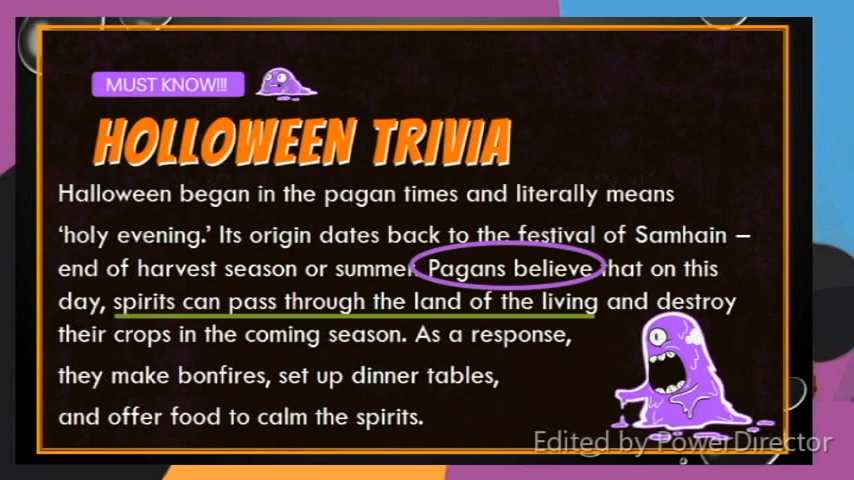 MUST KNOW!!!
HOLLOWEEN TRIVIA
Halloween began in the pagan times and literally means
‘holy evening.’ Its origin dates back to the festival of Samhain –
end of harvest season or summer. Pagans believe that on this
day, spirits can pass through the land of the living and destroy
their crops in the coming season. As a response,
they make bonfires, set up dinner tables,
and offer food to calm the spirits.
Edited by PowerDirector